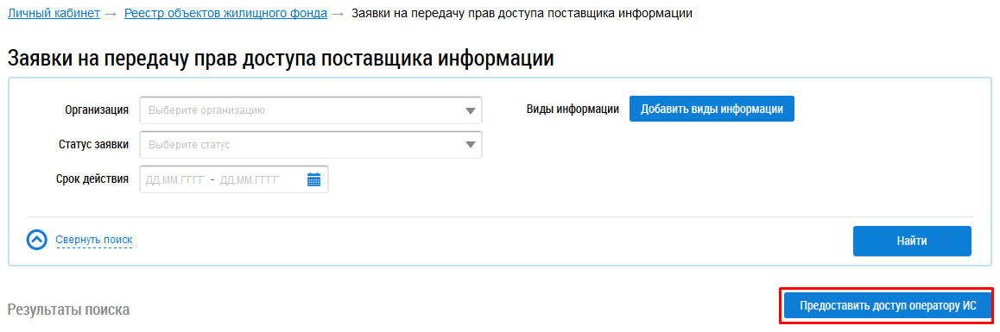 Личный кабинет → Реестр объектов жилищного фонда → Заявки на передачу прав доступа поставщика информации
Заявки на передачу прав доступа поставщика информации
Организация Выберите организацию Виды информации Добавить виды информации
Статус заявки Выберите статус
Срок действия ДД.ММ.ГГГГ - ДД.ММ.ГГГГ
Свернуть поиск Найти
Результаты поиска Предоставить доступ оператору ИС